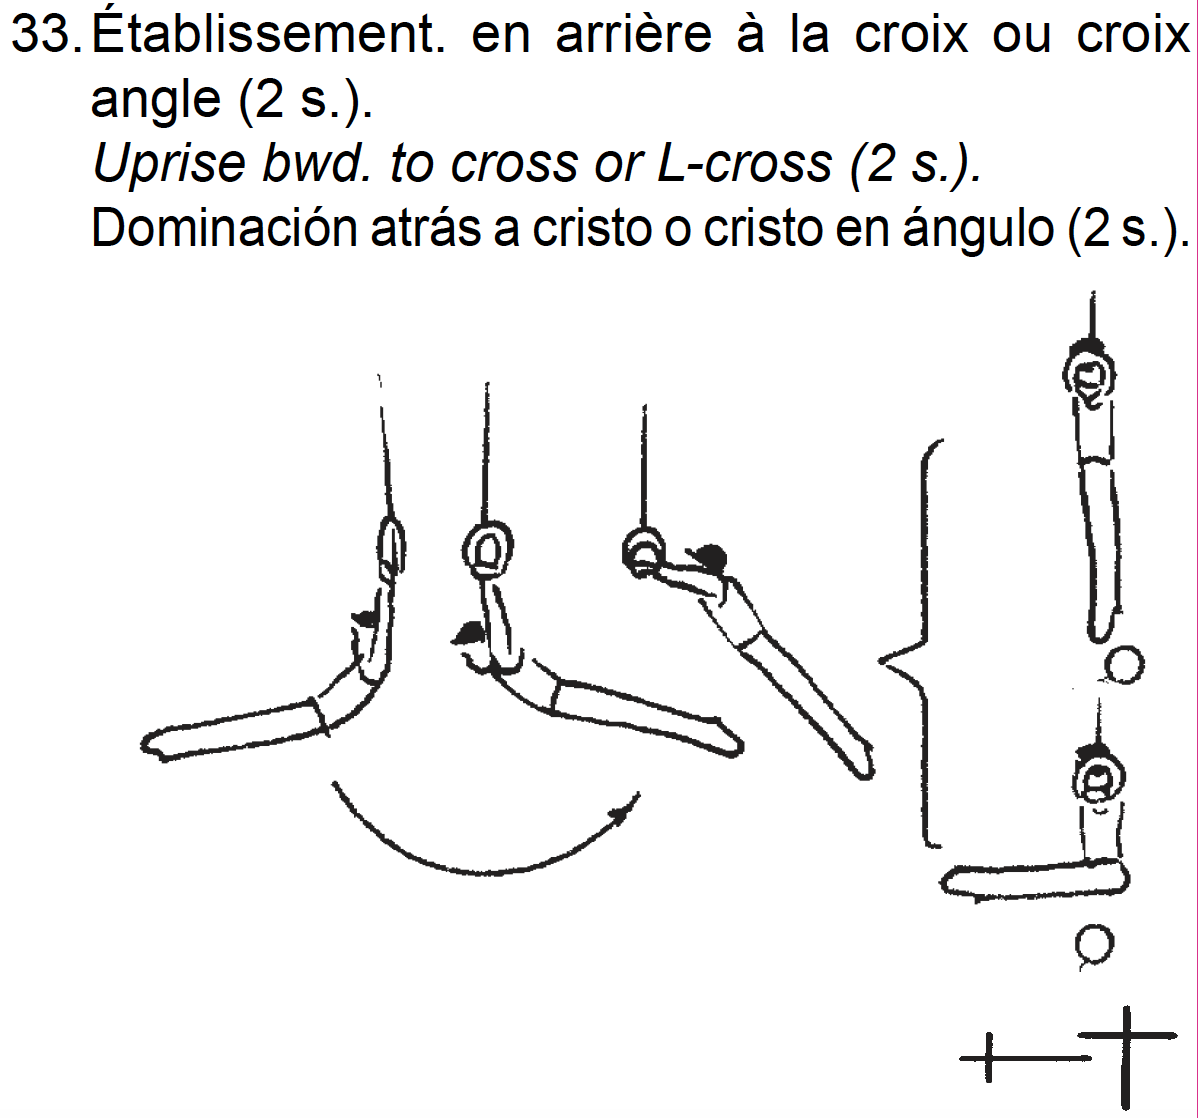 33. Établissement. en arrière à la croix ou croix
angle (2 s.).
Uprise bwd. to cross or L-cross (2 s.).
Dominación atrás a cristo o cristo en ángulo (2 s.).